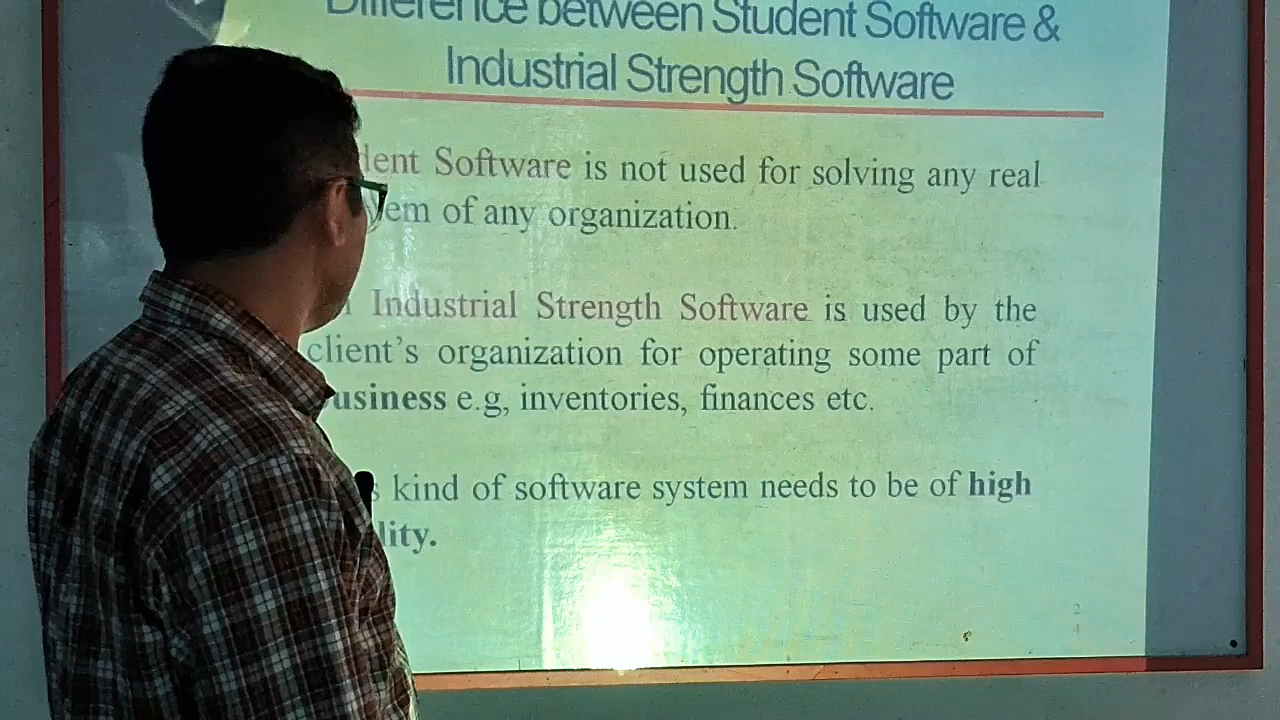 Difference between Student Software &
Industrial Strength Software
dent Software is not used for solving any real
em of any organization.
Industrial Strength Software is used by the
client's organization for operating some part of
usiness e.g, inventories, finances etc.
s kind of software system needs to be of high
lity.
2
4